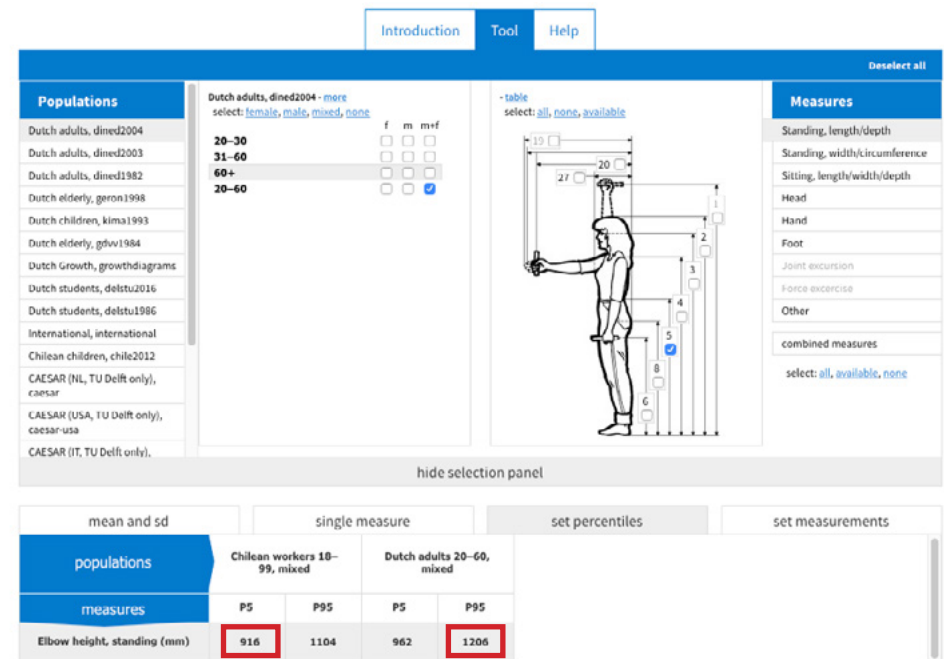 Introduction
Tool
Help
Deselect all
Populations
Dutch adults, dined2004
Dutch adults, dined2003
Dutch adults, dined1982
Dutch elderly, geron1998
Dutch children, kima1993
Dutch elderly, gdvv1984
Dutch Growth, growthdiagrams
Dutch students, delstu2016
Dutch students, delstu1986
International, international
Chilean children, chile2012
CAESAR (NL, TU Delft only),
caesar
CAESAR (USA, TU Delft only),
caesar-usa
CAESAR (IT, TU Delft only),
Dutch adults, dined2004 - more
select: female, male, mixed, none
f m m+f
20–30
31–60
60+
20–60
- table
select: all, none, available
19
20
27
1
2
3
4
5
8
6
Measures
Standing, length/depth
Standing, width/circumference
Sitting, length/width/depth
Head
Hand
Foot
Joint excursion
Force excercise
Other
combined measures
select: all, available, none
hide selection panel
mean and sd
single measure
set percentiles
set measurements
populations
Chilean workers 18–
99, mixed
Dutch adults 20–60,
mixed
measures
P5
P95
P5
P95
Elbow height, standing (mm)
916
1104
962
1206